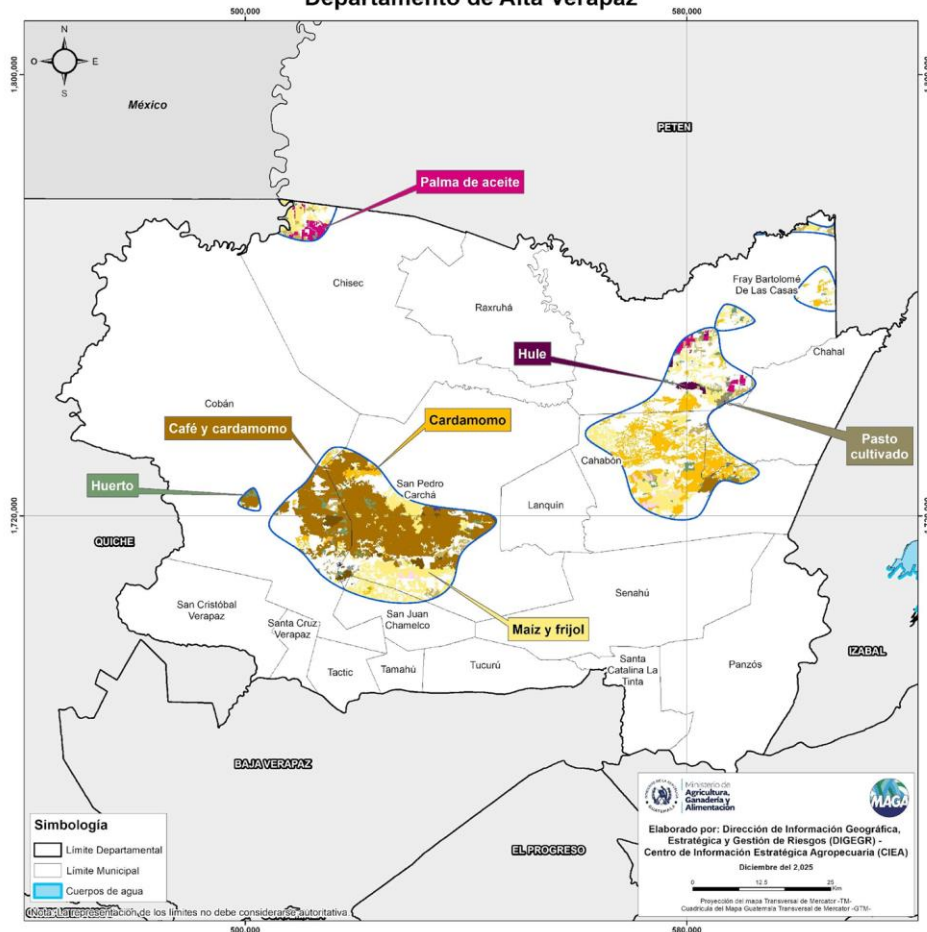 Departamento de Alta Verapaz
500,000
580,000
1,800,000
N
O
E
S
México
PETEN
Palma de aceite
Chisec
Raxruhá
Fray Bartolomé
De Las Casas
Hule
Chahal
Cobán
Café y cardamomo
Cardamomo
Pasto
cultivado
Huerto
San Pedro
Carchá
Cahabón
Lanquín
1,720,000
QUICHE
San Cristóbal
Verapaz
Santa Cruz
Verapaz
San Juan
Chamelco
Maiz y frijol
Senahú
Tactic
Tamahú
Tucurú
Santa
Catalina La
Tinta
Panzós
IZABAL
BAJA VERAPAZ
EL PROGRESO
Simbología
Límite Departamental
Límite Municipal
Cuerpos de agua
Nota: La representación de los límites no debe considerarse autoritativa.
Ministerio de
Agricultura,
Ganadería y
Alimentación
MAGA
Elaborado por: Dirección de Información Geográfica,
Estratégica y Gestión de Riesgos (DIGEGR) -
Centro de Información Estratégica Agropecuaria (CIEA)
Diciembre del 2,025
0 12.5 25
Km
Proyección del mapa Transversal de Mercator -TM-
Cuadrícula del Mapa Guatemala Transversal de Mercator -GTM-
500,000
580,000